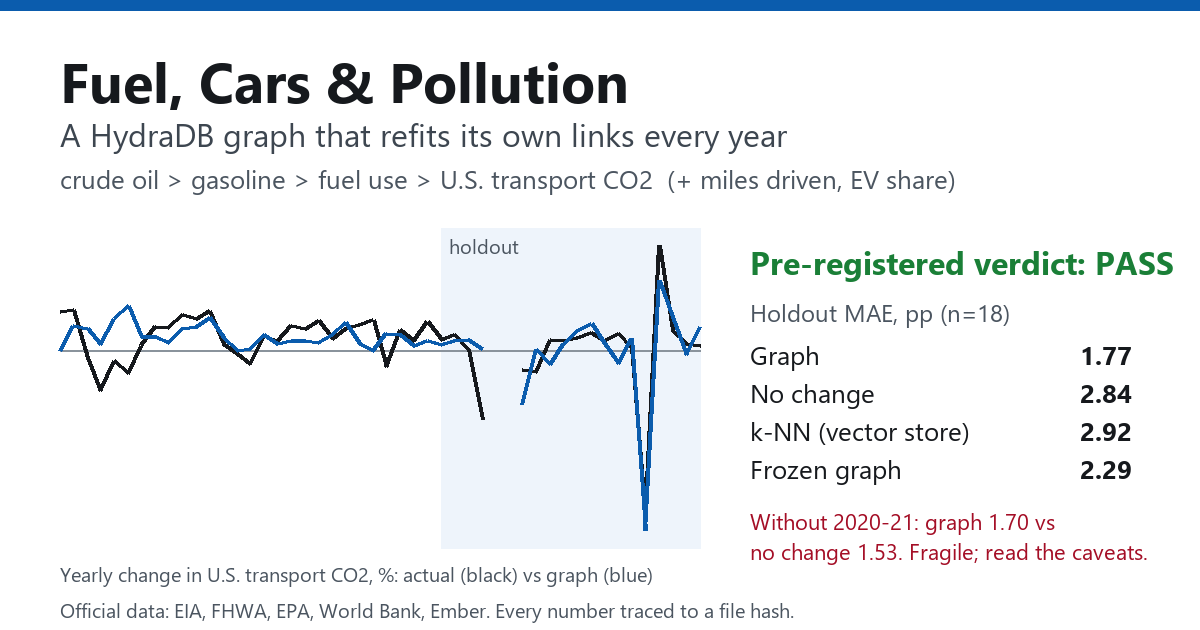 Fuel, Cars & Pollution
A HydraDB graph that refits its own links every year
crude oil > gasoline > fuel use > U.S. transport CO2  (+ miles driven, EV share)
holdout
Pre-registered verdict: PASS
Holdout MAE, pp (n=18)
Graph 1.77
No change 2.84
k-NN (vector store) 2.92
Frozen graph 2.29
Without 2020-21: graph 1.70 vs
no change 1.53. Fragile; read the caveats.
Yearly change in U.S. transport CO2, %: actual (black) vs graph (blue)
Official data: EIA, FHWA, EPA, World Bank, Ember. Every number traced to a file hash.